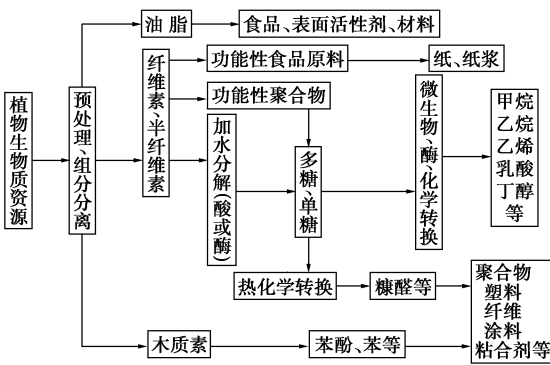 植物生物质资源
预处理、组分分离
油脂
食品、表面活性剂、材料
纤维素、半纤维素
功能性食品原料
纸、纸浆
功能性聚合物
加水分解(酸或酶)
多糖、单糖
微生物、酶、化学转换
甲烷
乙烷
乙烯
乳酸
丁醇
等
热化学转换
糠醛等
木质素
苯酚、苯等
聚合物
塑料
纤维
涂料
粘合剂等